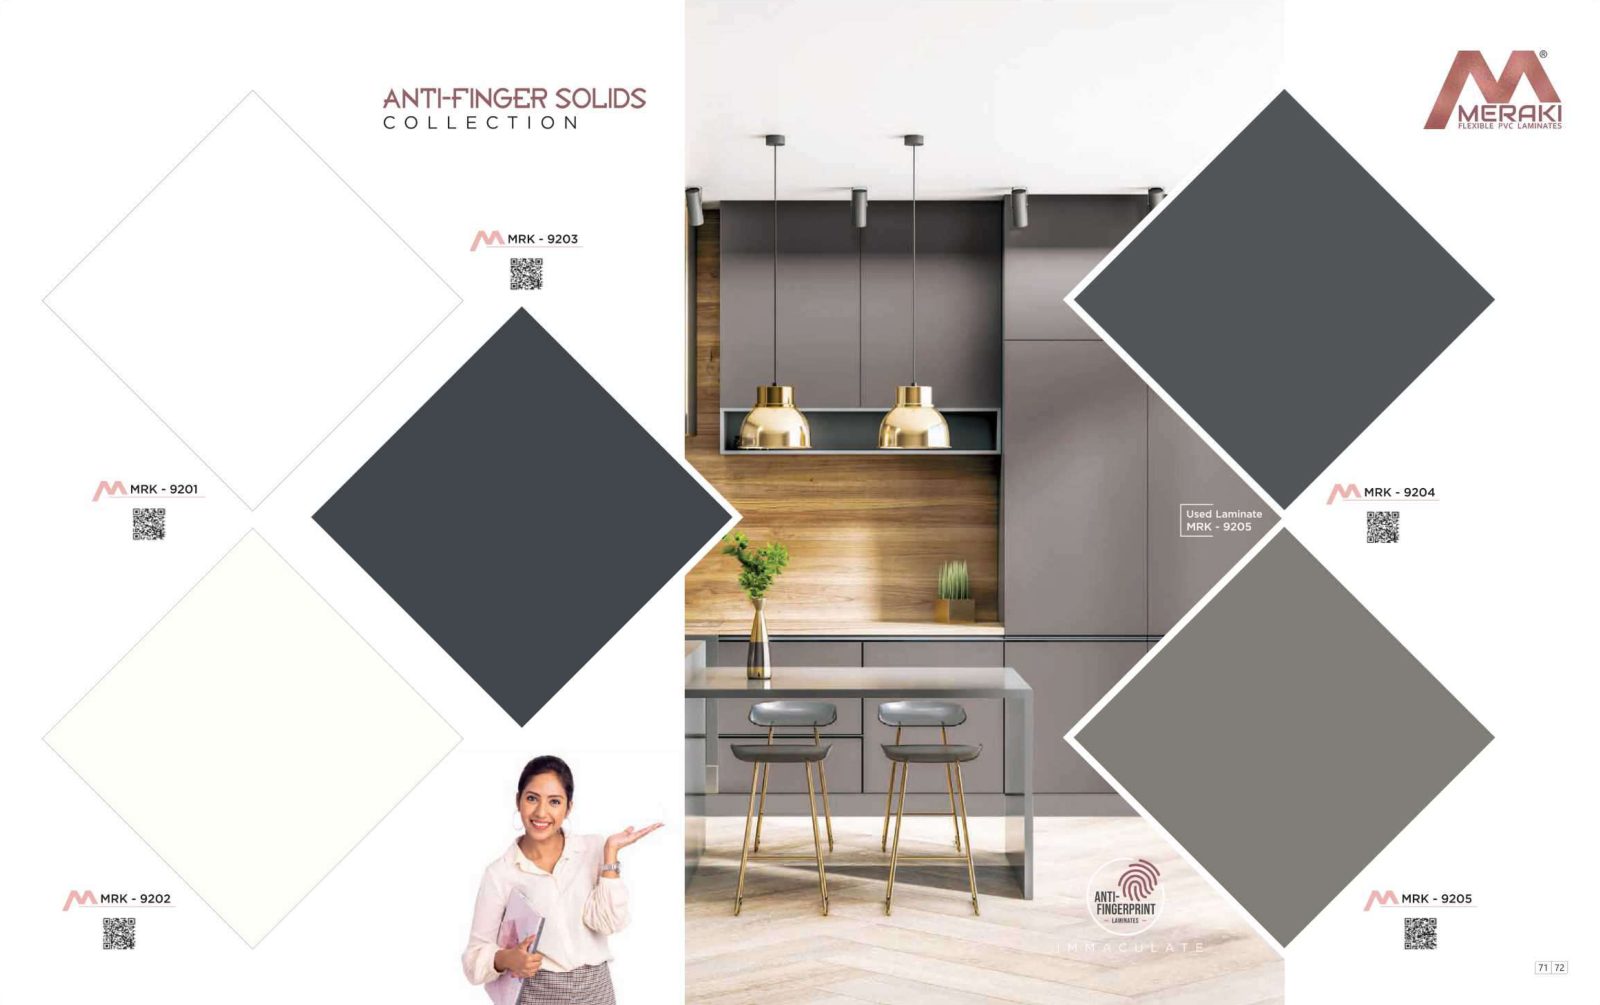 ANTI-FINGER SOLIDS
COLLECTION
MRK - 9203
MRK - 9201
MRK - 9202
®
MERAKI
FLEXIBLE PVC LAMINATES
MRK - 9204
Used Laminate
MRK - 9205
ANTI-
FINGERPRINT
- LAMINATES -
IMMACULATE
MRK - 9205
71 72